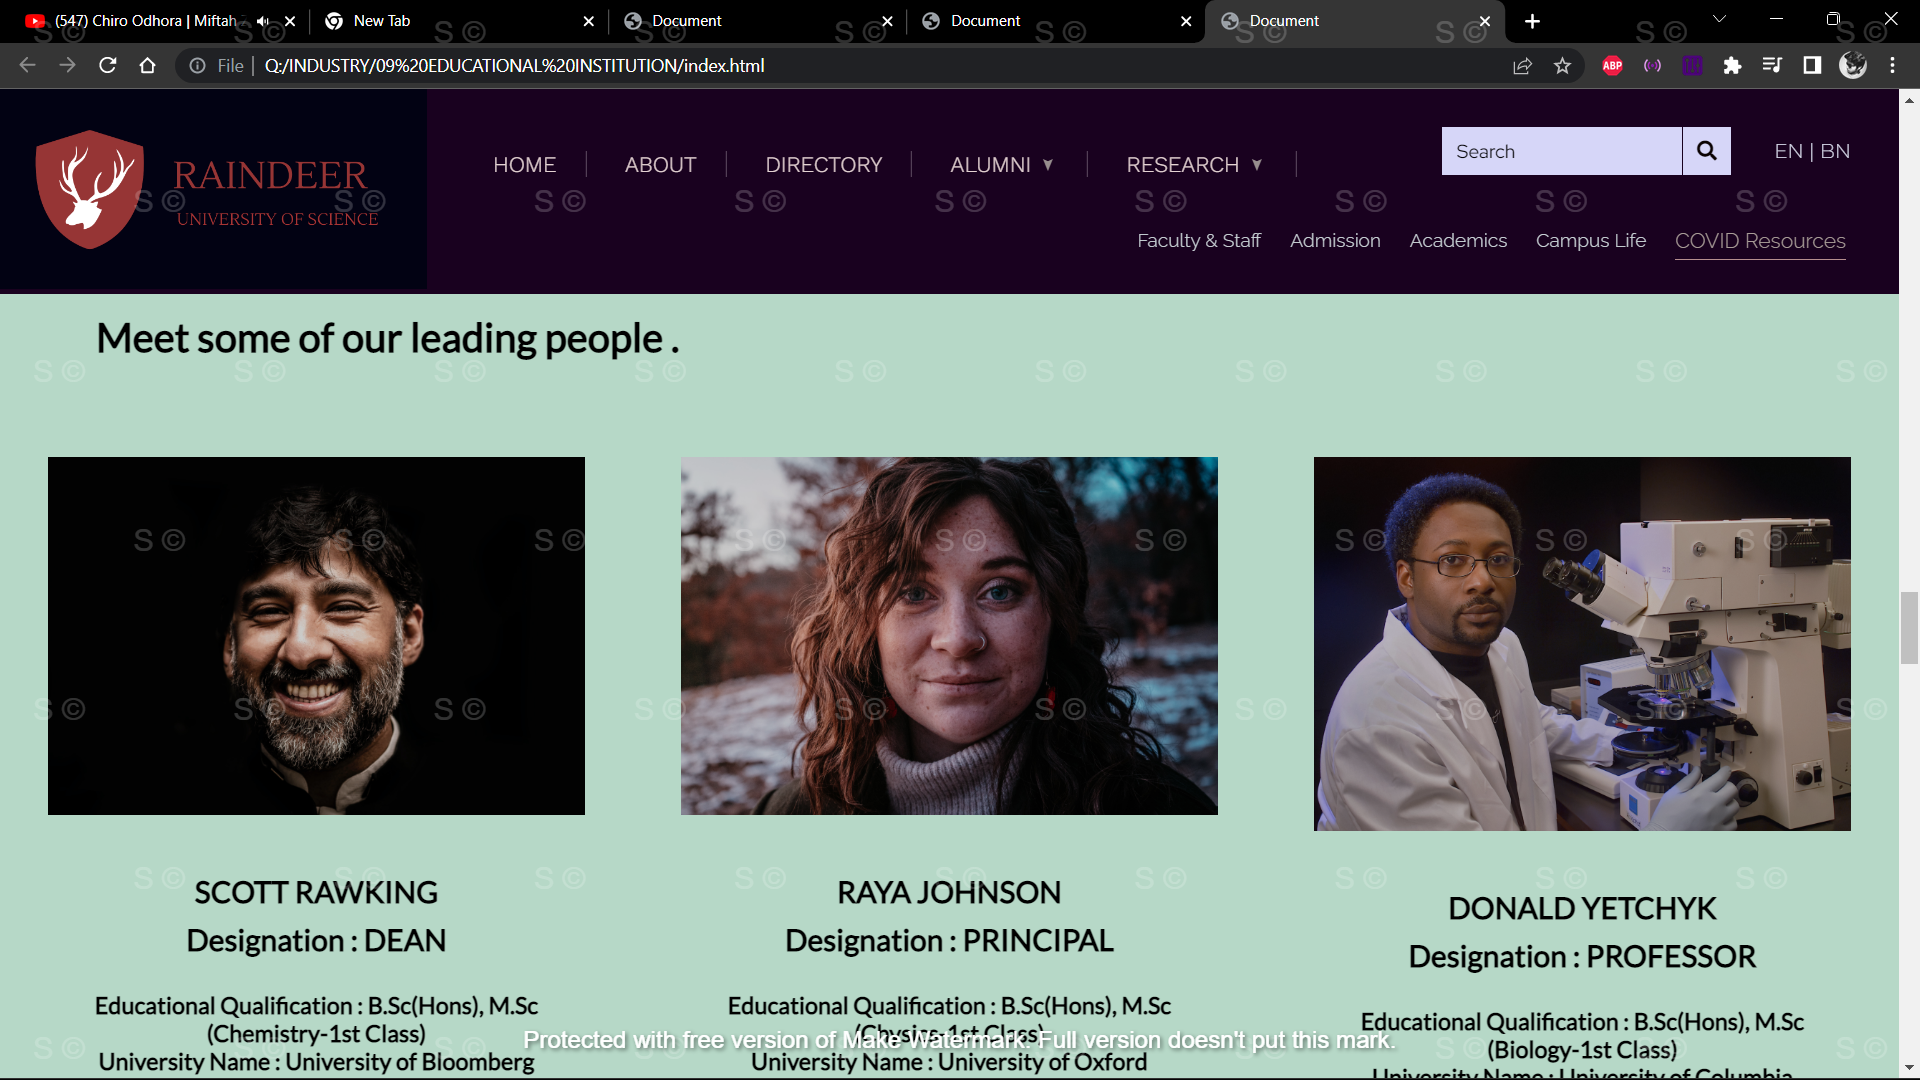 (547) Chiro Odhora | Miftah
New Tab
Document
Document
Document
File
Q:/INDUSTRY/09%20EDUCATIONAL%20INSTITUTION/index.html
ABP
RAINDEER
UNIVERSITY OF SCIENCE
HOME
ABOUT
DIRECTORY
ALUMNI
RESEARCH
Search
EN | BN
Faculty & Staff
Admission
Academics
Campus Life
COVID Resources
Meet some of our leading people .
SCOTT RAWKING
Designation : DEAN
Educational Qualification : B.Sc(Hons), M.Sc
(Chemistry-1st Class)
University Name : University of Bloomberg
RAYA JOHNSON
Designation : PRINCIPAL
Educational Qualification : B.Sc(Hons), M.Sc
-1st Class)
University Name : University of Oxford
DONALD YETCHYK
Designation : PROFESSOR
Educational Qualification : B.Sc(Hons), M.Sc
(Biology-1st Class)
University Name : University of Columbia
Protected with free version of Make Watermark. Full version doesn't put this mark.
S ©